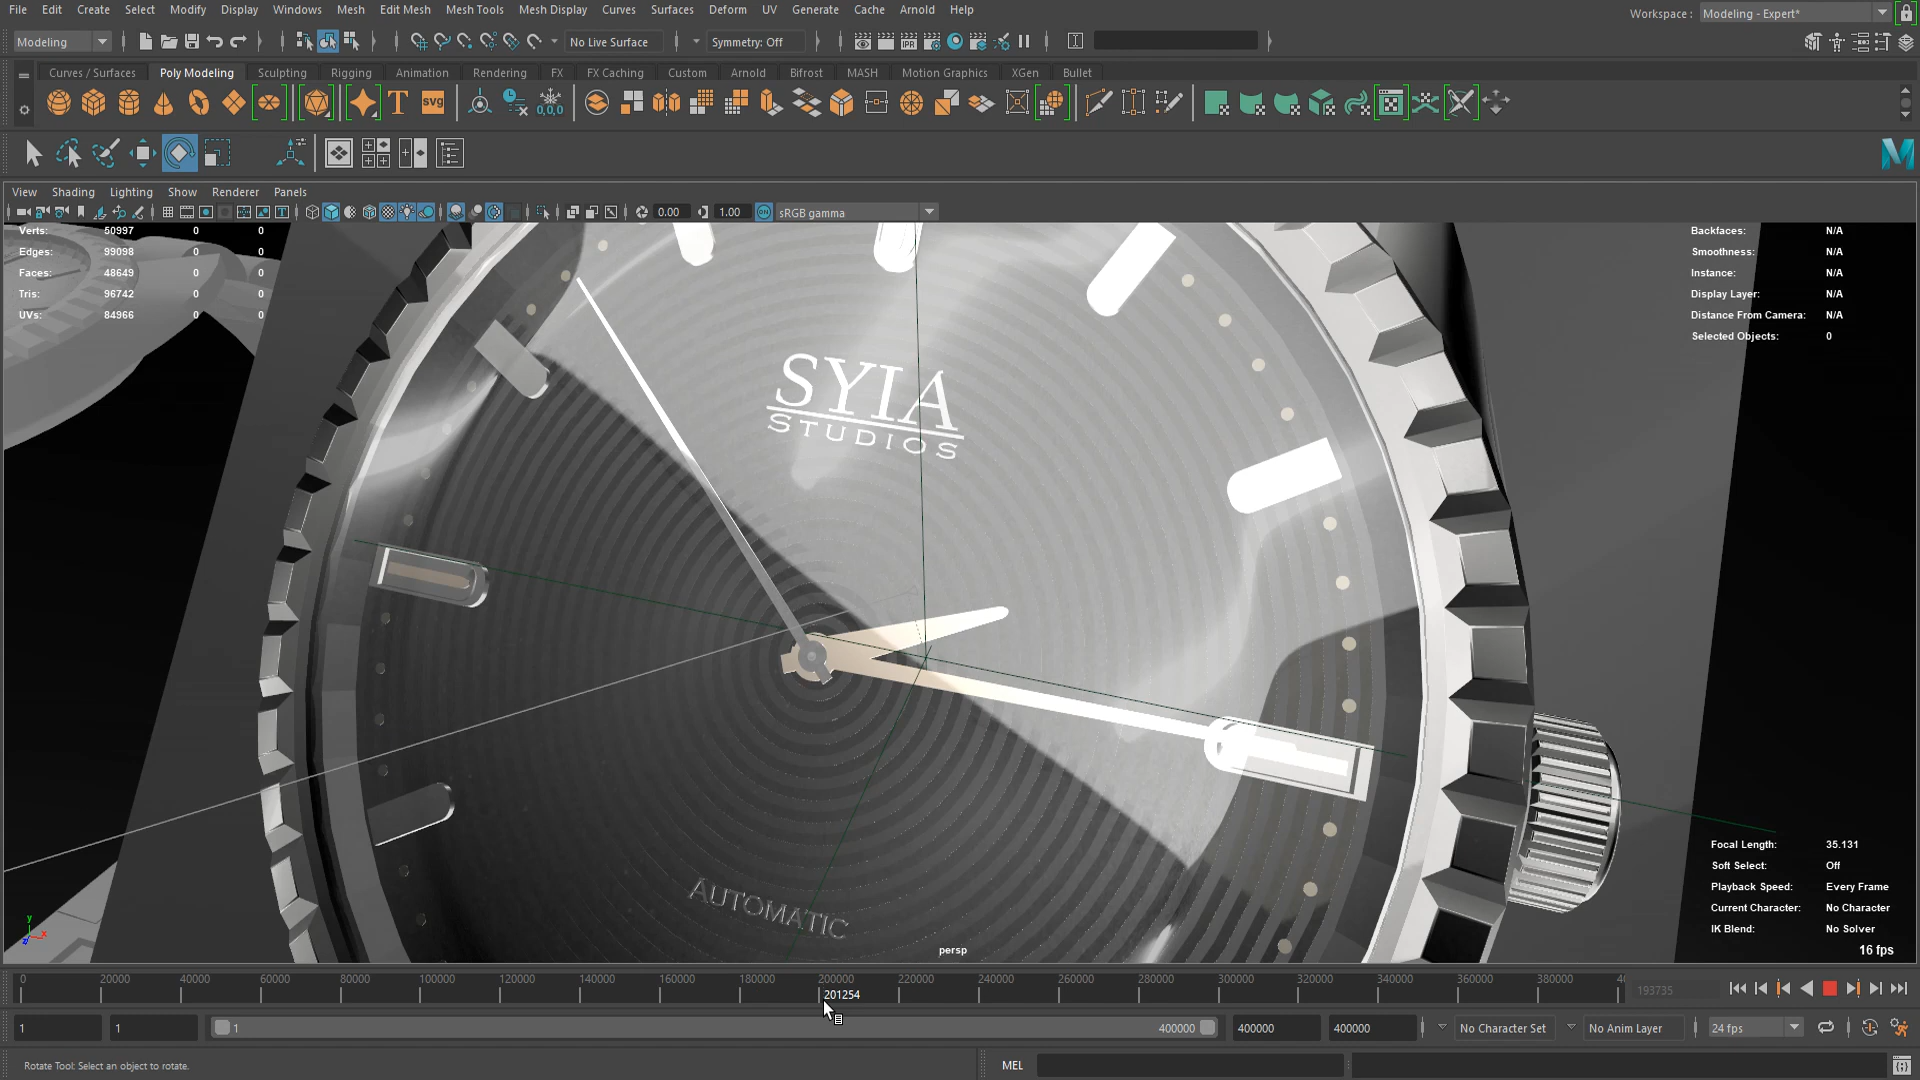 File Edit Create Select Modify Display Windows Mesh Edit Mesh Mesh Tools Mesh Display Curves Surfaces Deform UV Generate Cache Arnold Help
Workspace : Modeling - Expert*
Modeling No Live Surface Symmetry: Off
Curves / Surfaces Poly Modeling Sculpting Rigging Animation Rendering FX FX Caching Custom Arnold Bifrost MASH Motion Graphics XGen Bullet
View Shading Lighting Show Renderer Panels
0.00 1.00 sRGB gamma
Verts: 50997 0 0
Edges: 99098 0 0
Faces: 48649 0 0
Tris: 96742 0 0
UVs: 84966 0 0
Backfaces: N/A
Smoothness: N/A
Instance: N/A
Display Layer: N/A
Distance From Camera: N/A
Selected Objects: 0
SYIA
STUDIOS
AUTOMATIC
Focal Length: 35.131
Soft Select: Off
Playback Speed: Every Frame
Current Character: No Character
IK Blend: No Solver
16 fps
persp
0 20000 40000 60000 80000 100000 120000 140000 160000 180000 200000 220000 240000 260000 280000 300000 320000 340000 360000 380000
201254
193735
1 1 1 400000 400000 400000 No Character Set No Anim Layer 24 fps
Rotate Tool: Select an object to rotate.
MEL